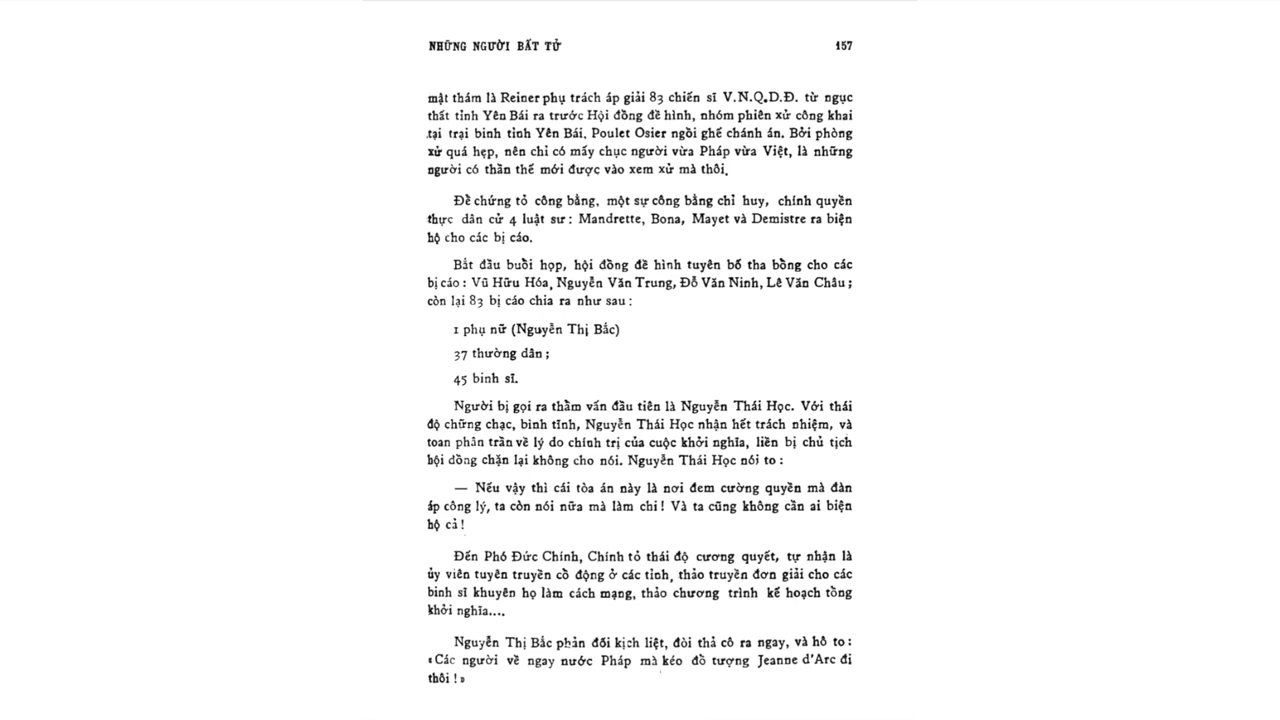 NHỮNG NGƯỜI BẤT TỬ 157
mật thám là Reiner phụ trách áp giải 83 chiến sĩ V.N.Q.D.Đ. từ ngục
thất tỉnh Yên Bái ra trước Hội đồng đề hình, nhóm phiên xử công khai
tại trại binh tỉnh Yên Bái. Poulet Osier ngồi ghế chánh án. Bởi phòng
xử quá hẹp, nên chỉ có mấy chục người vừa Pháp vừa Việt, là những
người có thần thế mới được vào xem xử mà thôi.
Để chứng tỏ công bằng, một sự công bằng chỉ huy, chính quyền
thực dân cử 4 luật sư : Mandrette, Bona, Mayet và Demistre ra biện
hộ cho các bị cáo.
Bắt đầu buổi họp, hội đồng đề hình tuyên bố tha bổng cho các
bị cáo : Vũ Hữu Hóa, Nguyễn Văn Trung, Đỗ Văn Ninh, Lê Văn Châu ;
còn lại 83 bị cáo chia ra như sau :
1 phụ nữ (Nguyễn Thị Bắc)
37 thường dân ;
45 binh sĩ.
Người bị gọi ra thẩm vấn đầu tiên là Nguyễn Thái Học. Với thái
độ chững chạc, bình tĩnh, Nguyễn Thái Học nhận hết trách nhiệm, và
toan phân trần về lý do chính trị của cuộc khởi nghĩa, liền bị chủ tịch
hội đồng chặn lại không cho nói. Nguyễn Thái Học nói to :
— Nếu vậy thì cái tòa án này là nơi đem cường quyền mà đàn
áp công lý, ta còn nói nữa mà làm chi ! Và ta cũng không cần ai biện
hộ cả !
Đến Phó Đức Chính, Chính tỏ thái độ cương quyết, tự nhận là
ủy viên tuyên truyền cổ động ở các tỉnh, thảo truyền đơn giải cho các
binh sĩ khuyên họ làm cách mạng, thảo chương trình kế hoạch tổng
khởi nghĩa....
Nguyễn Thị Bắc phản đối kịch liệt, đòi thả cô ra ngay, và hô to :
«Các người về ngay nước Pháp mà kéo đổ tượng Jeanne d'Arc đi
thôi !»